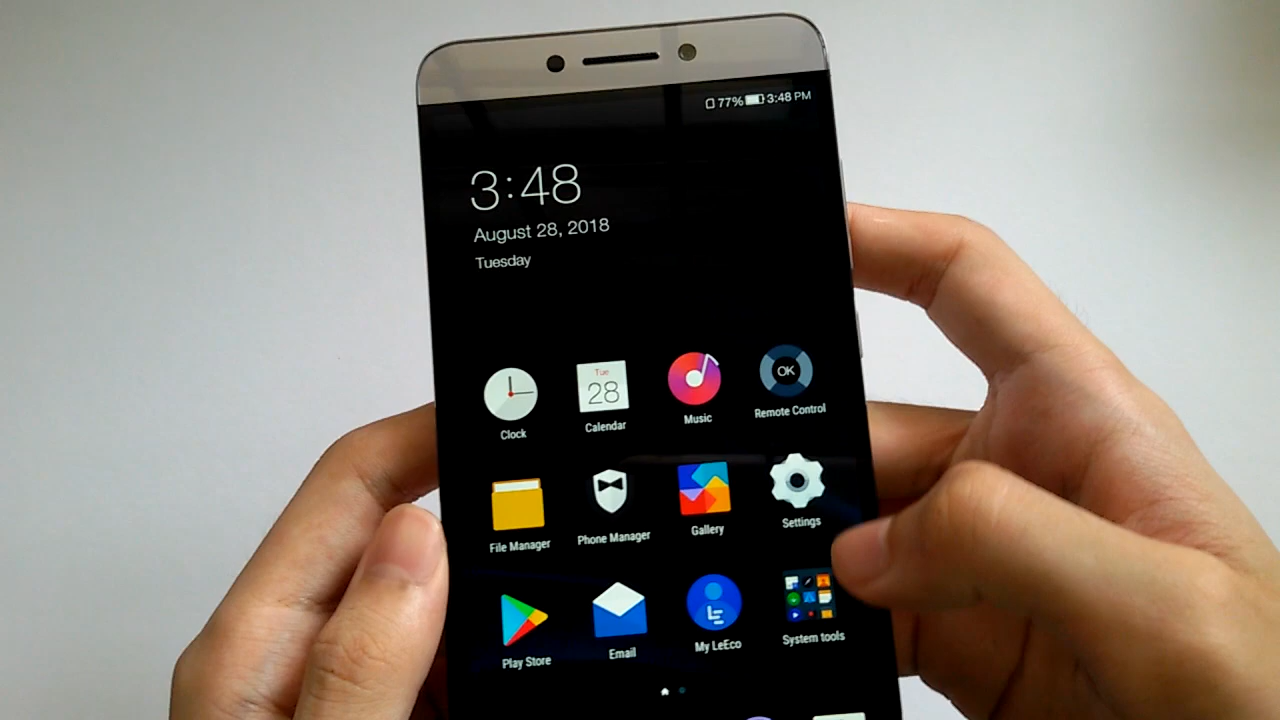 77% 3:48 PM
3:48
August 28, 2018
Tuesday
Tue
28
OK
Clock
Calendar
Music
Remote Control
File Manager
Phone Manager
Gallery
Settings
Play Store
Email
My LeEco
System tools